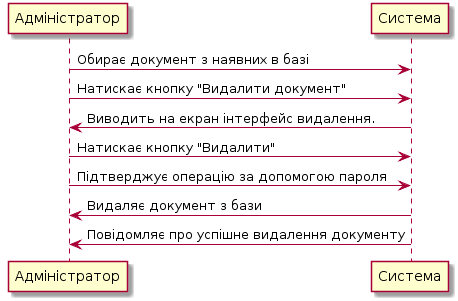 Адміністратор
Система
Обирає документ з наявних в базі
Натискає кнопку "Видалити документ"
Виводить на екран інтерфейс видалення.
Натискає кнопку "Видалити"
Підтверджує операцію за допомогою пароля
Видаляє документ з бази
Повідомляє про успішне видалення документу
Адміністратор
Система